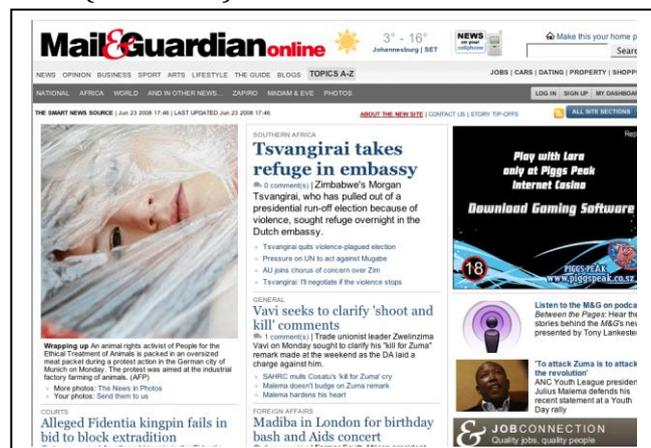 Mail&Guardian online
3° - 16°
Johannesburg | SET
NEWS
on your
cellphone
Make this your home p
Searc
NEWS OPINION BUSINESS SPORT ARTS LIFESTYLE THE GUIDE BLOGS TOPICS A-Z
JOBS | CARS | DATING | PROPERTY | SHOPP
NATIONAL AFRICA WORLD AND IN OTHER NEWS... ZAPIRO MADAM & EVE PHOTOS
LOG IN SIGN UP MY DASHBOA
THE SMART NEWS SOURCE | Jun 23 2008 17:46 | LAST UPDATED Jun 23 2008 17:46
ABOUT THE NEW SITE | CONTACT US | STORY TIP-OFFS
ALL SITE SECTIONS
Wrapping up An animal rights activist of People for the
Ethical Treatment of Animals is packed in an oversized
meat packet during a protest action in the German city of
Munich on Monday. The protest was aimed at the industrial
factory farming of animals. (AFP)
More photos: The News in Photos
Your photos: Send them to us
COURTS
Alleged Fidentia kingpin fails in
bid to block extradition
SOUTHERN AFRICA
Tsvangirai takes
refuge in embassy
0 comment(s) | Zimbabwe's Morgan
Tsvangirai, who has pulled out of a
presidential run-off election because of
violence, sought refuge overnight in the
Dutch embassy.
Tsvangirai quits violence-plagued election
Pressure on UN to act against Mugabe
AU joins chorus of concern over Zim
Tsvangirai: I'll negotiate if the violence stops
GENERAL
Vavi seeks to clarify 'shoot and
kill' comments
1 comment(s) | Trade unionist leader Zwelinzima
Vavi on Monday sought to clarify his "kill for Zuma"
remark made at the weekend as the DA laid a
charge against him.
SAHRC mulls Cosatu's 'kill for Zuma' cry
Malema doesn't budge on Zuma remark
Malema hardens his heart
FOREIGN AFFAIRS
Madiba in London for birthday
bash and Aids concert
Rep
Play with Lara
only at Piggs Peak
Internet Casino
Download Gaming Software
18
PIGGS PEAK
www.piggspeak.co.sz
Listen to the M&G on podca
Between the Pages: Hear the
stories behind the M&G's new
presented by Tony Lankester
'To attack Zuma is to attack
the revolution'
ANC Youth League presiden
Julius Malema defends his
recent statement at a Youth
Day rally
JOBCONNECTION
Quality jobs, quality people